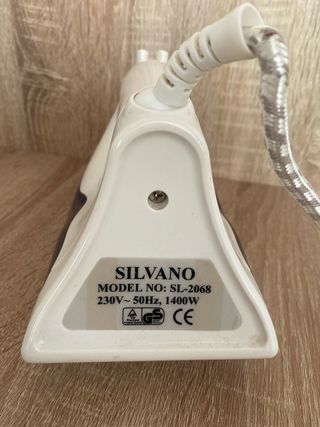 SILVANO
MODEL NO: SL-2068
230V~ 50Hz, 1400W
CE